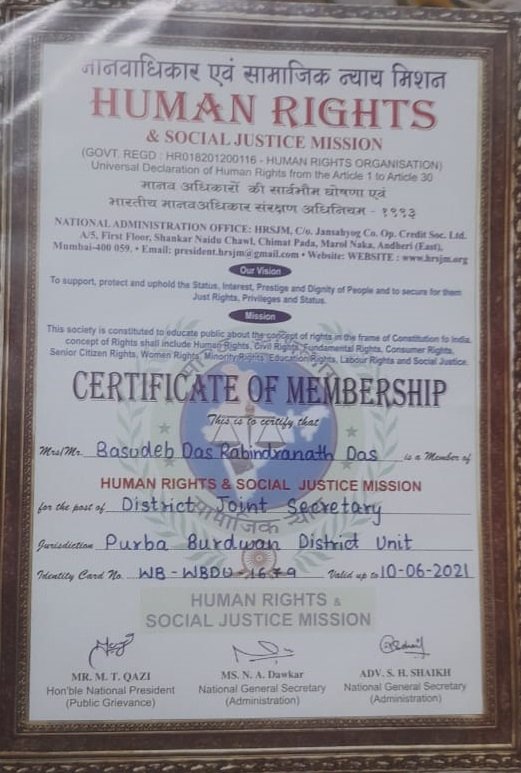 मानवाधिकार एवं सामाजिक न्याय मिशन
HUMAN RIGHTS
& SOCIAL JUSTICE MISSION
(GOVT. REGD : HR018201200116 - HUMAN RIGHTS ORGANISATION)
Universal Declaration of Human Rights from the Article 1 to Article 30
मानव अधिकारों की सार्वभौम घोषणा एवं
भारतीय मानवअधिकार संरक्षण अधिनियम - १९९३
NATIONAL ADMINISTRATION OFFICE: HRSJM, C/o. Jansahyog Co. Op. Credit Soc. Ltd.
A/5, First Floor, Shankar Naidu Chawl, Chimat Pada, Marol Naka, Andheri (East),
Mumbai-400 059. • Email: president.hrsjm@gmail.com • Website: WEBSITE : www.hrsjm.org
Our Vision
To support, protect and uphold the Status, Interest, Prestige and Dignity of People and to secure for them
Just Rights, Privileges and Status.
Mission
This society is constituted to educate public about the concept of rights in the frame of Constitution fo India.
concept of Rights shall include Human Rights, Civil Rights, Fundamental Rights, Consumer Rights,
Senior Citizen Rights, Women Rights, Minority Rights, Education Rights, Labour Rights and Social Justice.
CERTIFICATE OF MEMBERSHIP
This is to certify that
Mrs/Mr. Basudeb Das Rabindranath Das is a Member of
HUMAN RIGHTS & SOCIAL JUSTICE MISSION
for the post of District Joint Secretary
सामाजिक न्याय
Jurisdiction Purba Burdwan District Unit
Identity Card No. WB-WBDU-1679 Valid up to 10-06-2021
HUMAN RIGHTS &
SOCIAL JUSTICE MISSION
MR. M. T. QAZI
Hon'ble National President
(Public Grievance)
MS. N. A. Dawkar
National General Secretary
(Administration)
ADV. S. H. SHAIKH
National General Secretary
(Administration)